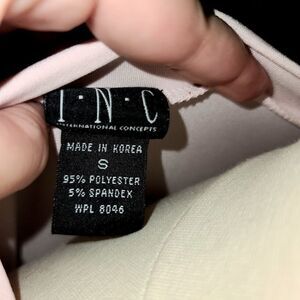 I·N·C
INTERNATIONAL CONCEPTS
MADE IN KOREA
S
95% POLYESTER
5% SPANDEX
WPL 8046